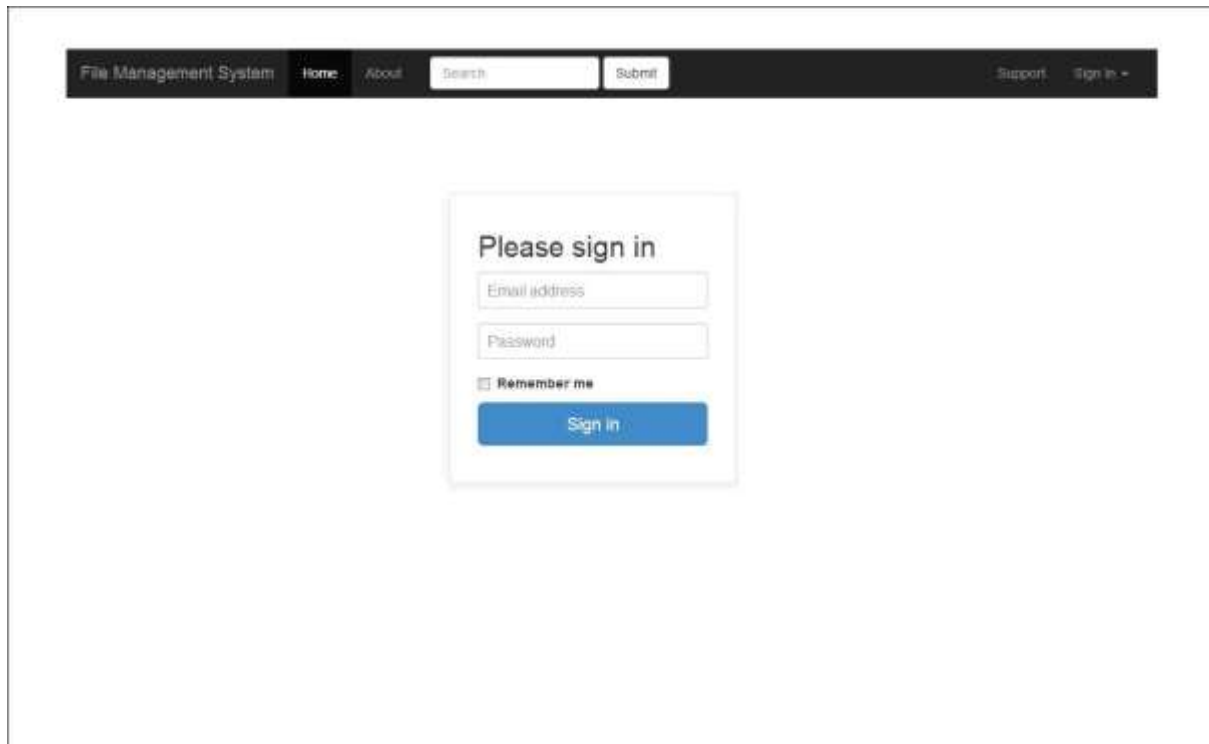 File Management System Home About Search Submit Support Sign in
Please sign in
Email address
Password
Remember me
Sign in